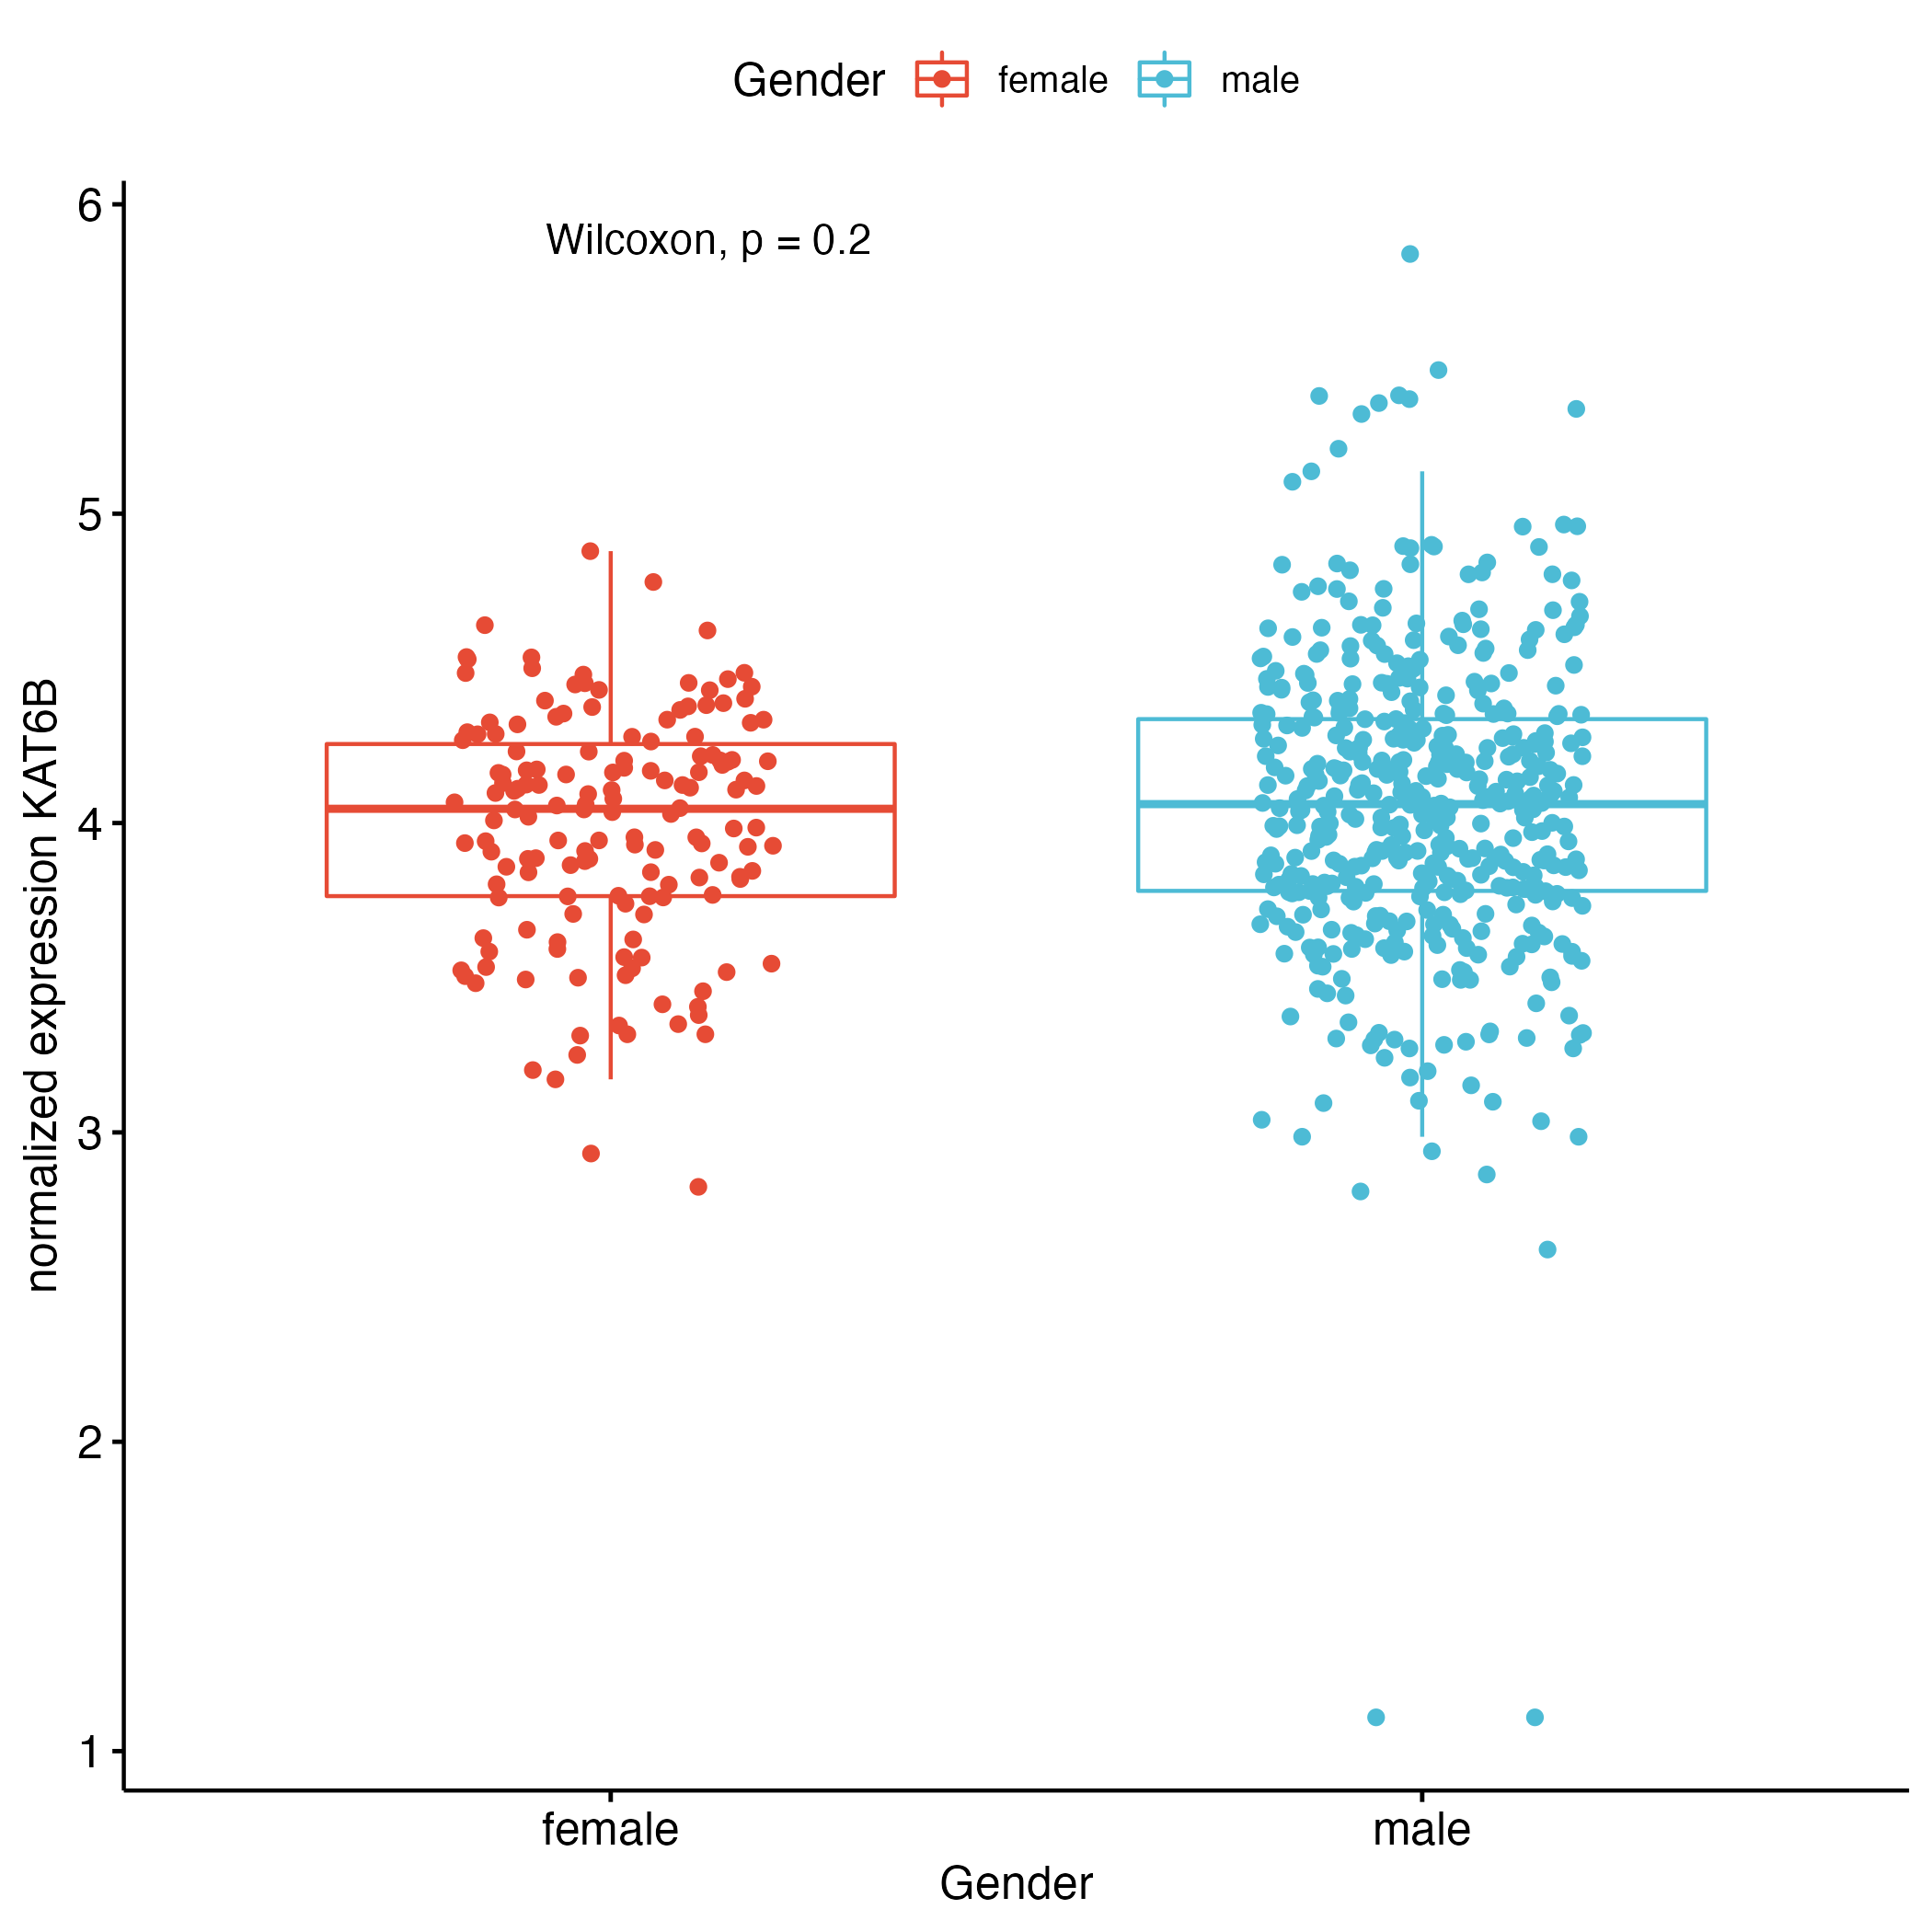 Gender female male
6
Wilcoxon, p = 0.2
5
4
3
2
1
normalized expression KAT6B
female male
Gender